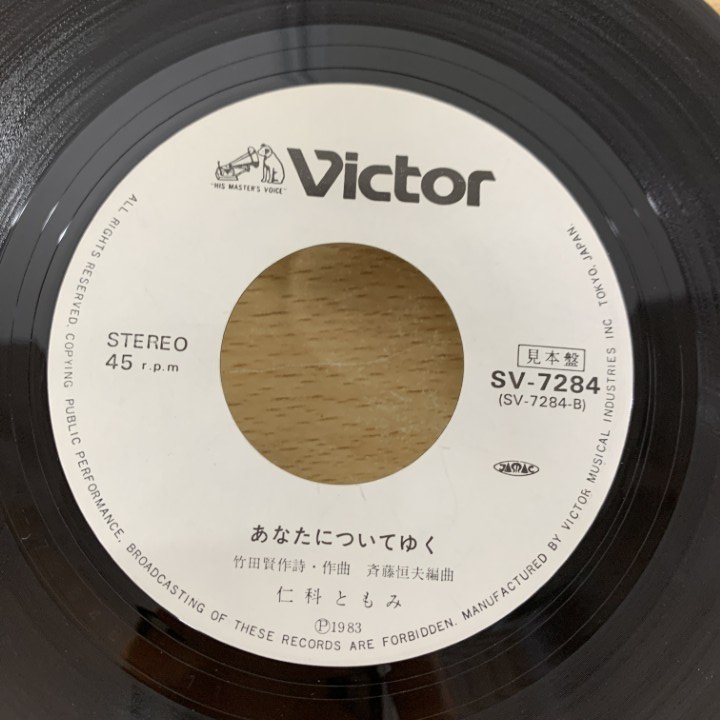 "HIS MASTER'S VOICE"
Victor
STEREO
45 r.p.m
見本盤
SV-7284
(SV-7284-B)
JASRAC
あなたについてゆく
竹田賢作詩・作曲 斉藤恒夫編曲
仁科ともみ
Ⓟ1983
ALL RIGHTS RESERVED. COPYING PUBLIC PERFORMANCE, BROADCASTING OF THESE RECORDS ARE FORBIDDEN. MANUFACTURED BY VICTOR MUSICAL INDUSTRIES INC TOKYO, JAPAN.